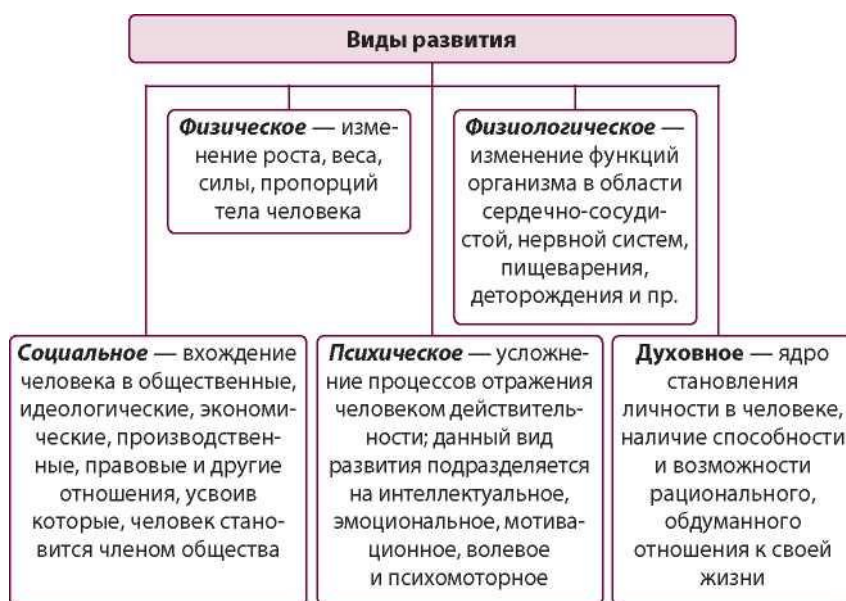 Виды развития
Физическое — изме-
нение роста, веса,
силы, пропорций
тела человека
Физиологическое —
изменение функций
организма в области
сердечно-сосуди-
стой, нервной систем,
пищеварения,
деторождения и пр.
Социальное — вхождение
человека в общественные,
идеологические, экономи-
ческие, производствен-
ные, правовые и другие
отношения, усвоив
которые, человек стано-
вится членом общества
Психическое — усложне-
ние процессов отражения
человеком действитель-
ности; данный вид
развития подразделяется
на интеллектуальное,
эмоциональное, мотива-
ционное, волевое
и психомоторное
Духовное — ядро
становления
личности в человеке,
наличие способности
и возможности
рационального,
обдуманного
отношения к своей
жизни